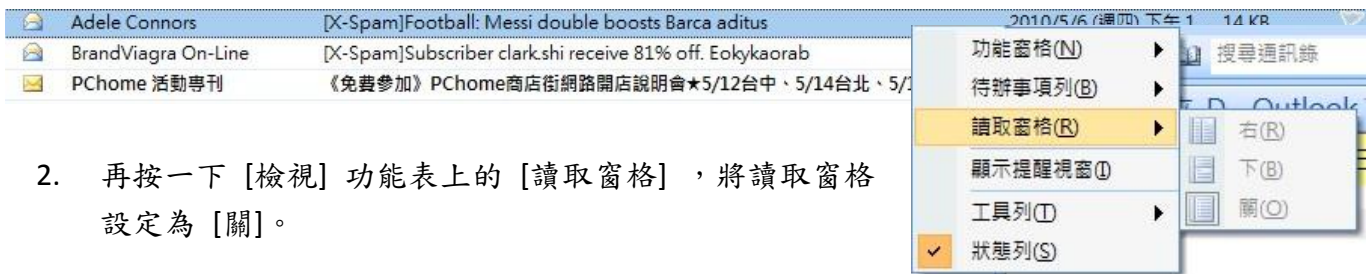 Adele Connors [X-Spam]Football: Messi double boosts Barca aditus 2010/5/6 (週四) 下午 1 14 KB
BrandViagra On-Line [X-Spam]Subscriber clark.shi receive 81% off. Eokykaorab
PChome 活動專刊 《免費參加》PChome商店街網路開店說明會★5/12台中、5/14台北、5/1
功能窗格(N)
待辦事項列(B)
讀取窗格(R)
顯示提醒視窗(I)
工具列(T)
狀態列(S)
搜尋通訊錄
Outlook
右(R)
下(B)
關(O)
2. 再按一下 [檢視] 功能表上的 [讀取窗格] ，將讀取窗格
設定為 [關]。